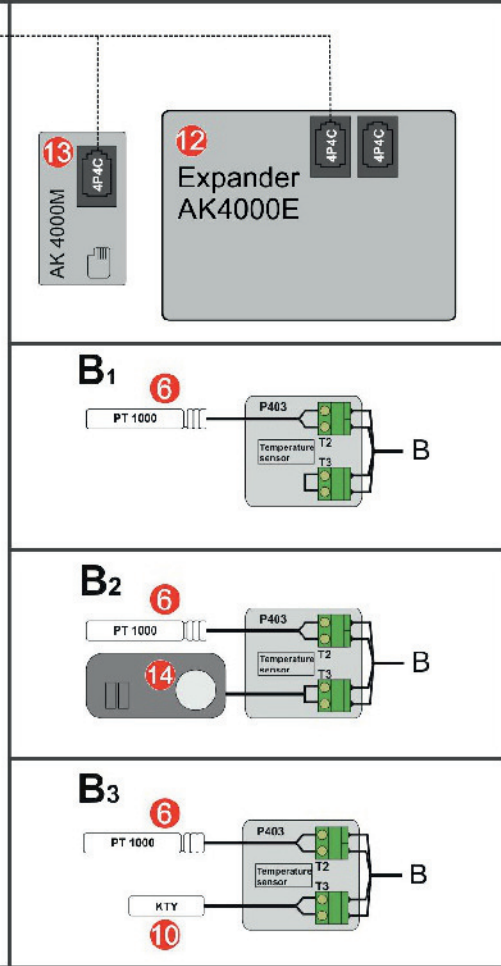 13
4P4C
AK 4000M
12
4P4C
4P4C
Expander
AK4000E
B1
6
PT 1000
P403
T2
Temperature
sensor
T3
B
B2
6
PT 1000
P403
T2
Temperature
sensor
T3
14
B
B3
6
PT 1000
P403
T2
Temperature
sensor
T3
KTY
10
B